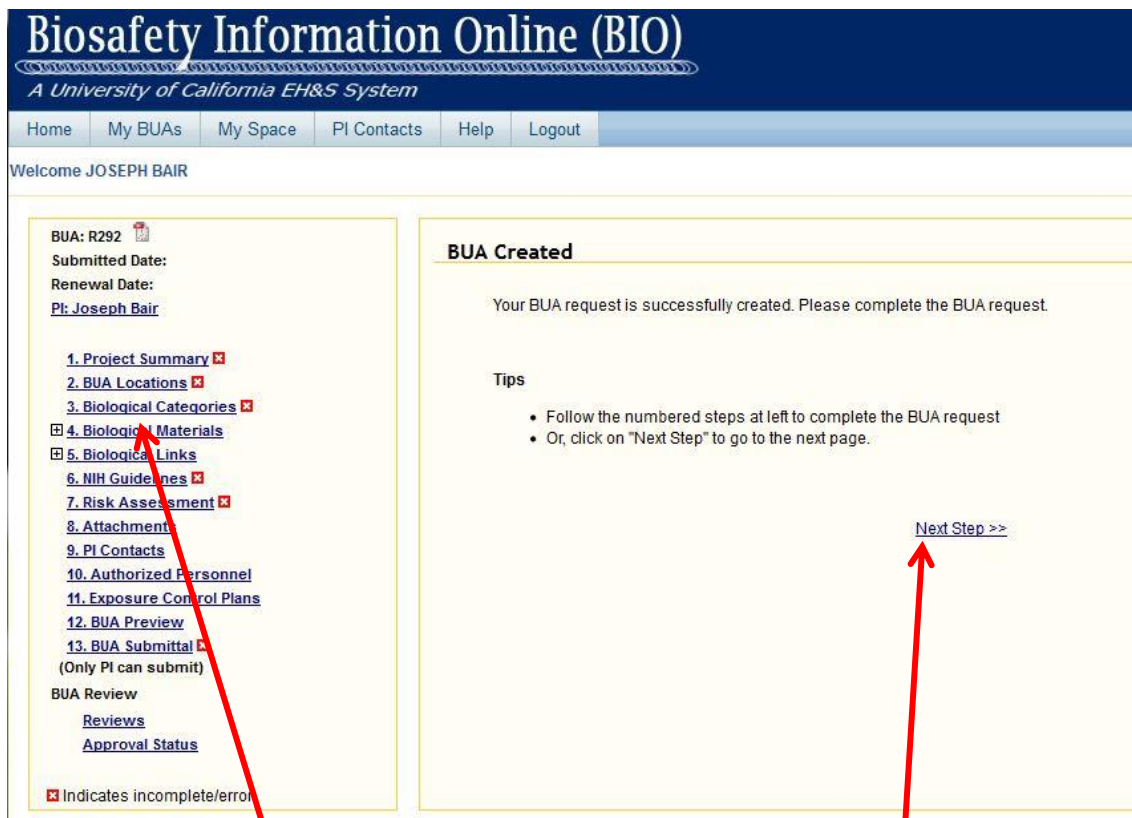 Biosafety Information Online (BIO)
A University of California EH&S System
Home My BUAs My Space PI Contacts Help Logout
Welcome JOSEPH BAIR
BUA: R292
Submitted Date:
Renewal Date:
PI: Joseph Bair
1. Project Summary
2. BUA Locations
3. Biological Categories
4. Biological Materials
5. Biological Links
6. NIH Guidelines
7. Risk Assessment
8. Attachments
9. PI Contacts
10. Authorized Personnel
11. Exposure Control Plans
12. BUA Preview
13. BUA Submittal
(Only PI can submit)
BUA Review
Reviews
Approval Status
Indicates incomplete/error
BUA Created
Your BUA request is successfully created. Please complete the BUA request.
Tips
• Follow the numbered steps at left to complete the BUA request
• Or, click on "Next Step" to go to the next page.
Next Step >>